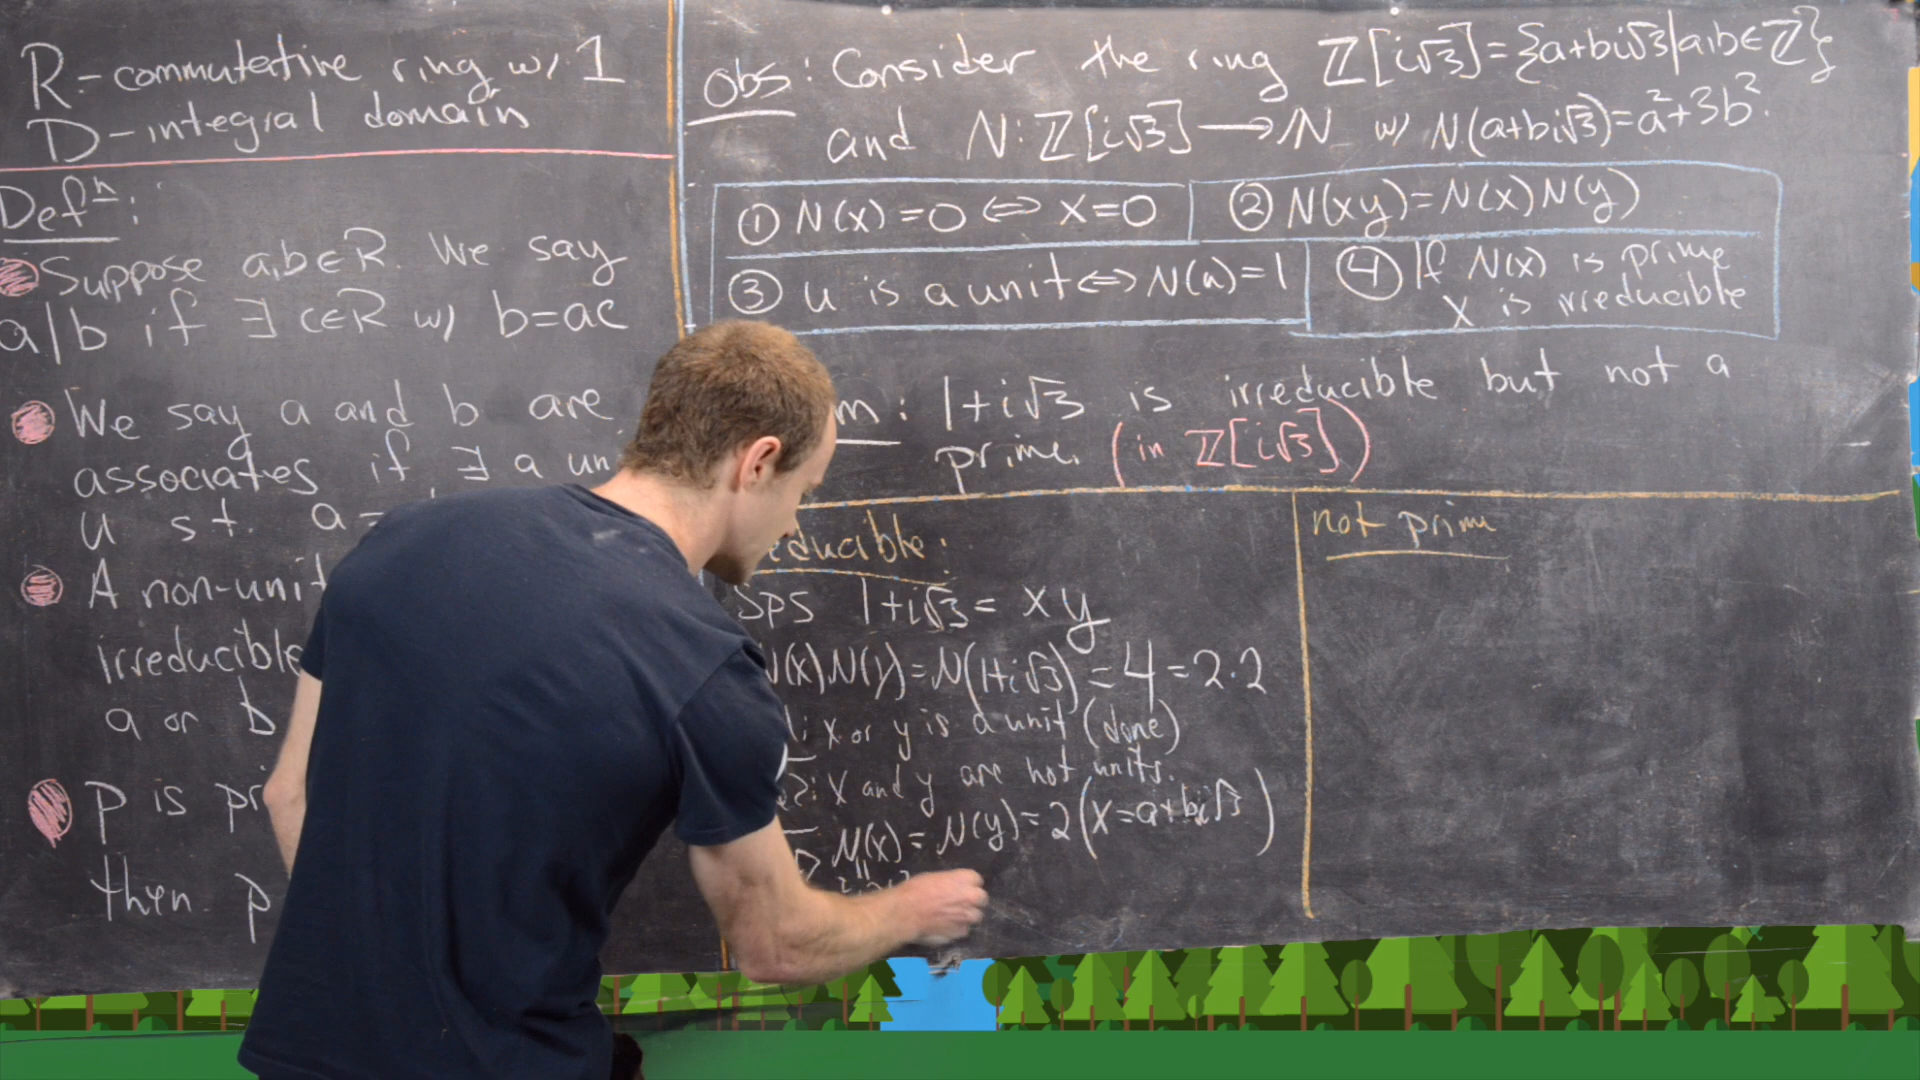 R - commutative ring w/ 1
D - integral domain
Defⁿ:
Suppose a,b∈R. We say
a|b if ∃ c∈R w/ b=ac
We say a and b are
associates if ∃ a
u s.t. a =
A non-unit
irreducible
a or b
p is
then p
Obs: Consider the ring ℤ[i√3]={a+bi√3|a,b∈ℤ}
and N:ℤ[i√3]→ℕ w/ N(a+bi√3)=a²+3b².
① N(x)=0 ⇔ x=0
② N(xy)=N(x)N(y)
③ u is a unit ⇔ N(u)=1
④ If N(x) is prime
x is irreducible
: 1+i√3 is irreducible but not a
prime. (in ℤ[i√3])
Sps 1+i√3 = xy
N(x)N(y)=N(1+i√3)=4=2·2
1: x or y is a unit (done)
2: x and y are not units.
⇒ N(x)=N(y)=2 (x=a+bi√3)
not prime